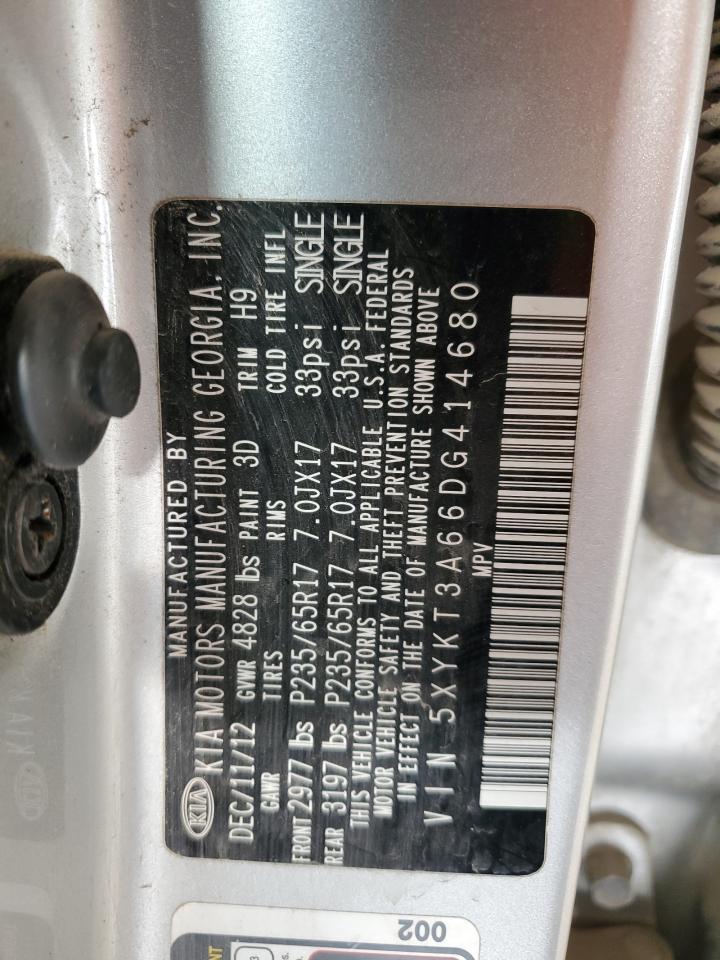 MANUFACTURED BY
KIA KIA MOTORS MANUFACTURING GEORGIA, INC.
DEC/11/12 GVWR 4828 lbs PAINT 3D TRIM H9
GAWR TIRES RIMS COLD TIRE INFL
FRONT 2977 lbs P235/65R17 7.0JX17 33psi SINGLE
REAR 3197 lbs P235/65R17 7.0JX17 33psi SINGLE
THIS VEHICLE CONFORMS TO ALL APPLICABLE U.S.A. FEDERAL
MOTOR VEHICLE SAFETY AND THEFT PREVENTION STANDARDS
IN EFFECT ON THE DATE OF MANUFACTURE SHOWN ABOVE
VIN 5XYKT3A66DG414680
MPV
002